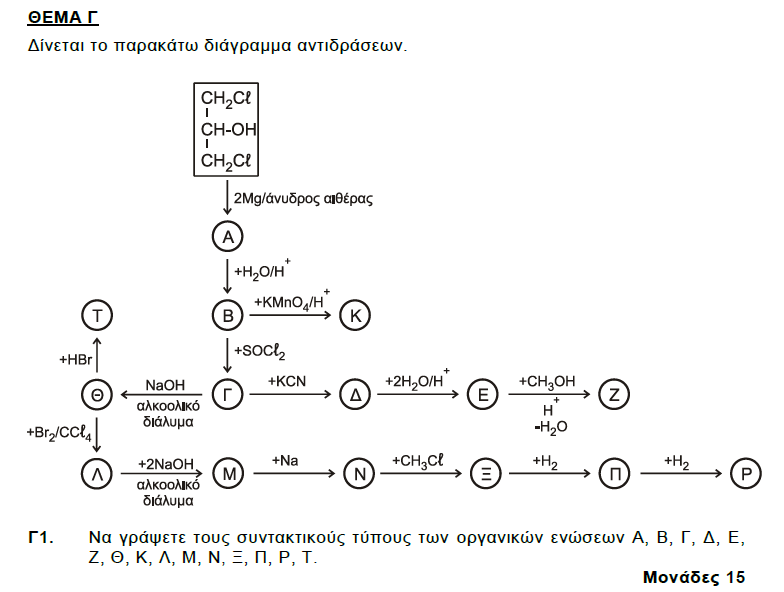 ΘΕΜΑ Γ
Δίνεται το παρακάτω διάγραμμα αντιδράσεων.
CH2Cℓ
CH-OH
CH2Cℓ
2Mg/άνυδρος αιθέρας
Α
+H2O/H+
Τ
Β
+KMnO4/H+
Κ
+HBr
+SOCℓ2
Θ
NaOH
αλκοολικό
διάλυμα
Γ
+KCN
Δ
+2H2O/H+
Ε
+CH3OH
H+
-H2O
Ζ
+Br2/CCℓ4
Λ
+2NaOH
αλκοολικό
διάλυμα
Μ
+Na
Ν
+CH3Cℓ
Ξ
+H2
Π
+H2
Ρ
Γ1. Να γράψετε τους συντακτικούς τύπους των οργανικών ενώσεων Α, Β, Γ, Δ, Ε,
Ζ, Θ, Κ, Λ, Μ, Ν, Ξ, Π, Ρ, Τ.
Μονάδες 15